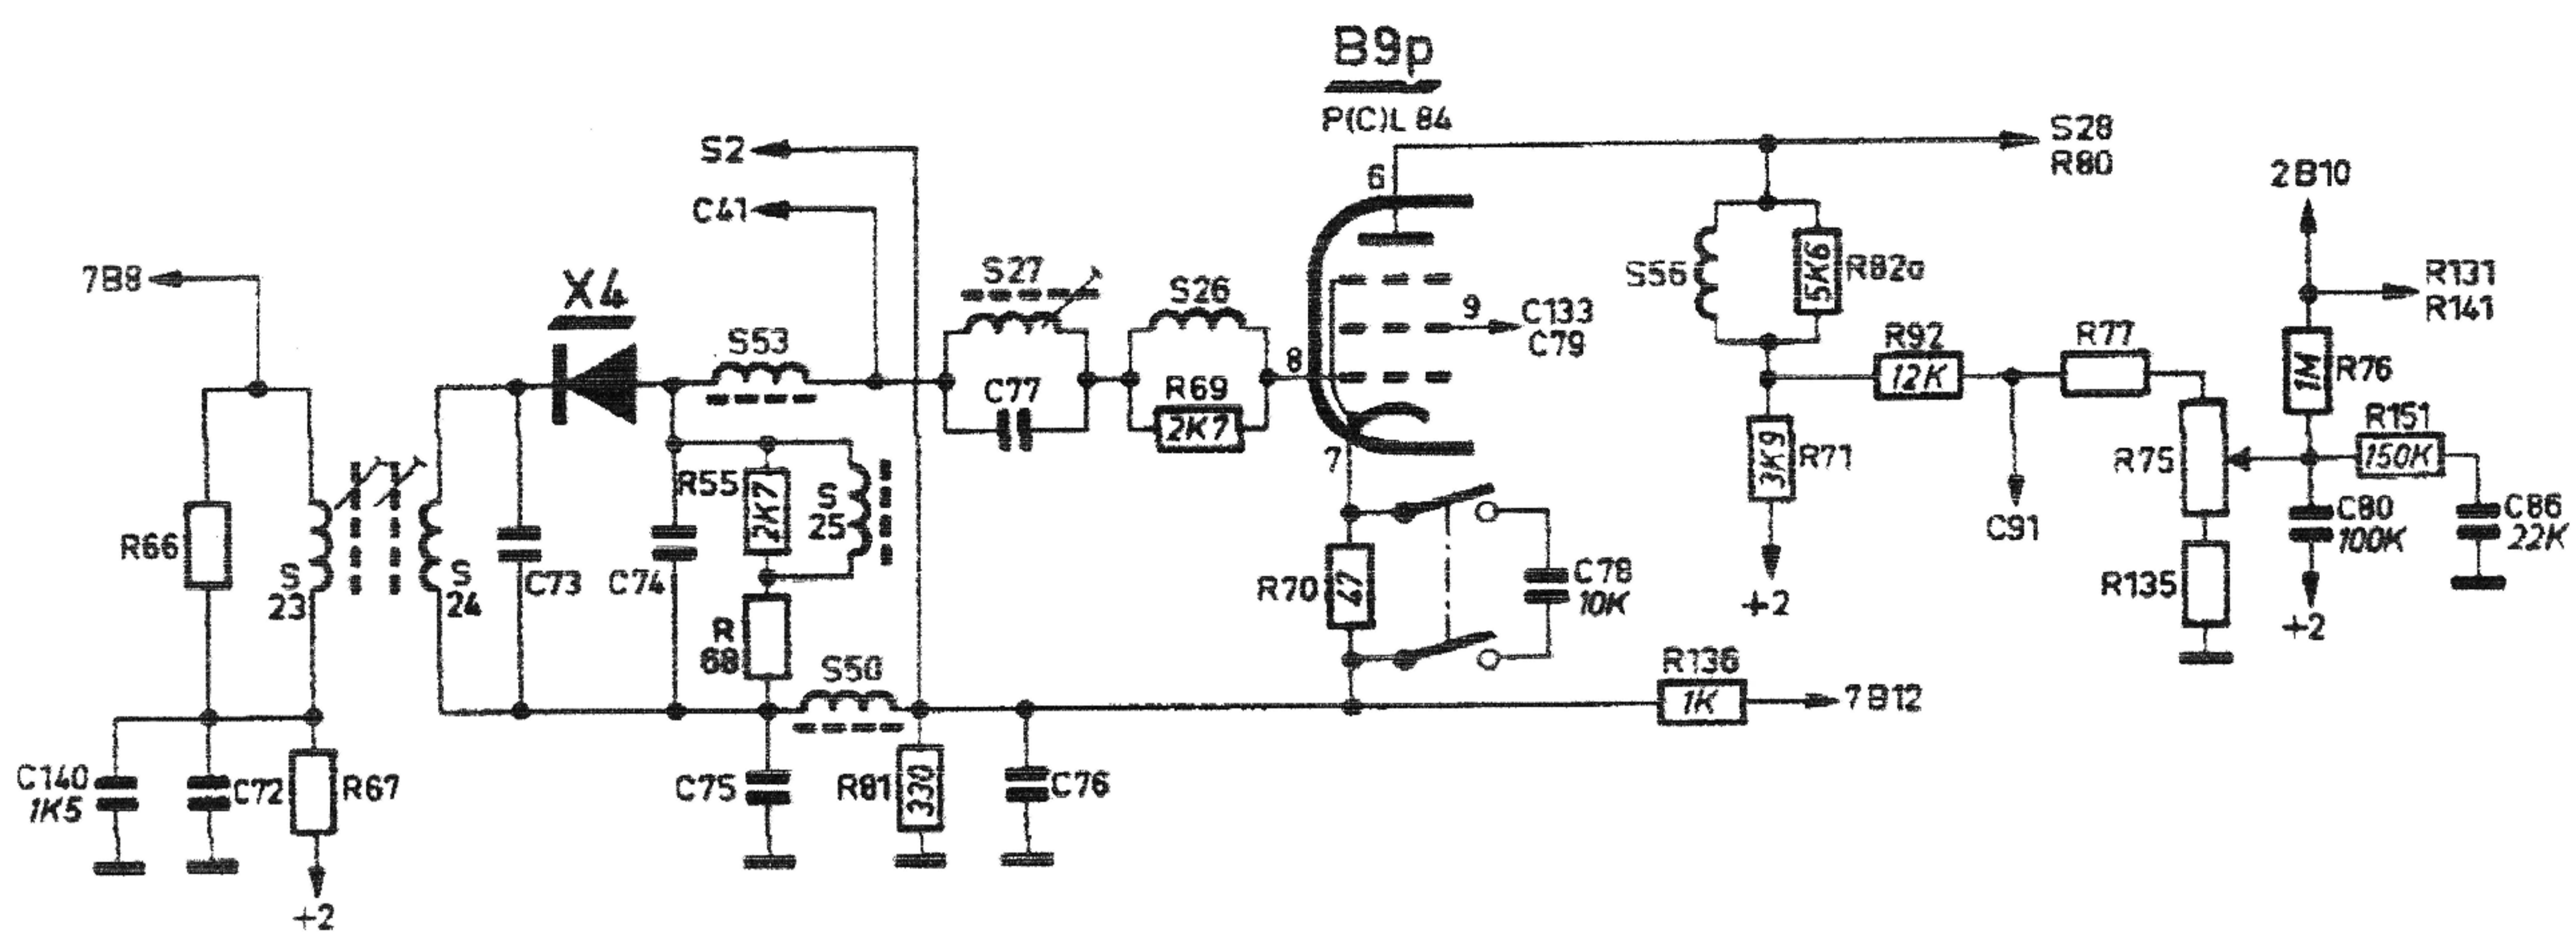 B9p
P(C)L 84
S2
C41
7B8
X4
S53
S27
S26
C77
R69
2K7
6
9
8
7
C133
C79
S28
R80
S56
5K6
R82a
R92
12K
R77
2B10
R131
R141
1M
R76
R151
150K
R75
3K9
R71
C91
C80
100K
C86
22K
R135
+2
+2
R66
S
23
S
24
C73
C74
R55
2K7
S
25
R
68
S50
R70
47
C78
10K
R136
1K
7B12
C140
1K5
C72
R67
+2
C75
R81
330
C76